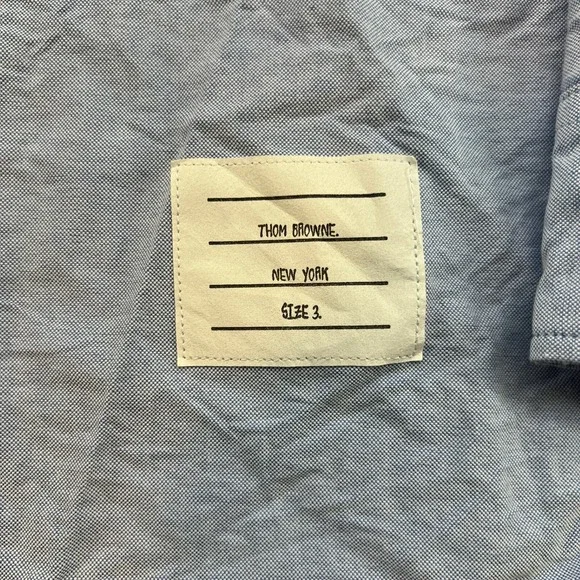 THOM BROWNE.
NEW YORK
SIZE 3.